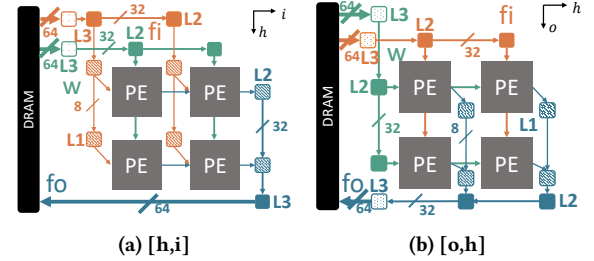 64
L3
32
L2
fi
i
h
64
L3
32
L2
W
8
PE
PE
L2
32
L1
PE
PE
DRAM
fo
64
L3
(a) [h,i]
64
L3
h
o
64
L3
L2
32
fi
W
L2
PE
PE
32
8
L1
PE
PE
DRAM
fo
L3
64
32
L2
(b) [o,h]